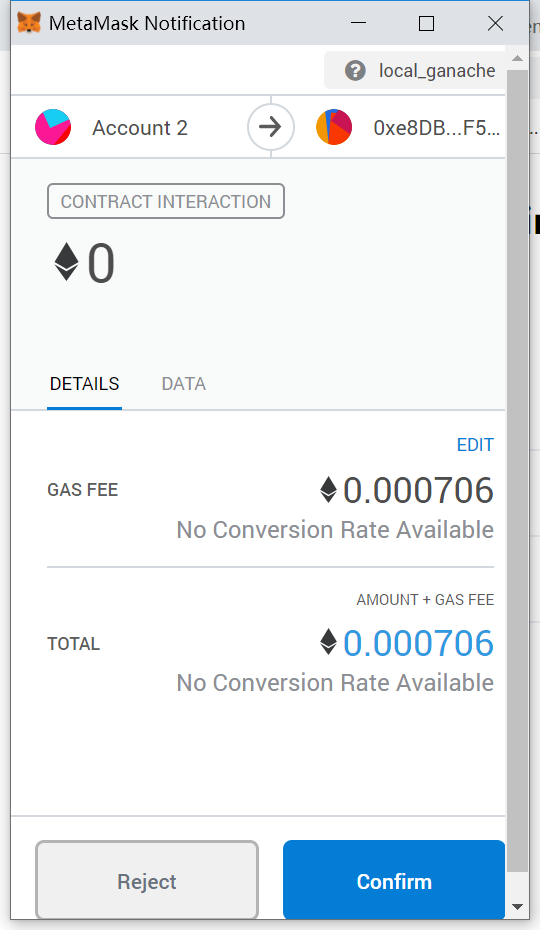 MetaMask Notification
local_ganache
Account 2
0xe8DB...F5...
CONTRACT INTERACTION
0
DETAILS
DATA
EDIT
GAS FEE
0.000706
No Conversion Rate Available
AMOUNT + GAS FEE
TOTAL
0.000706
No Conversion Rate Available
Reject
Confirm